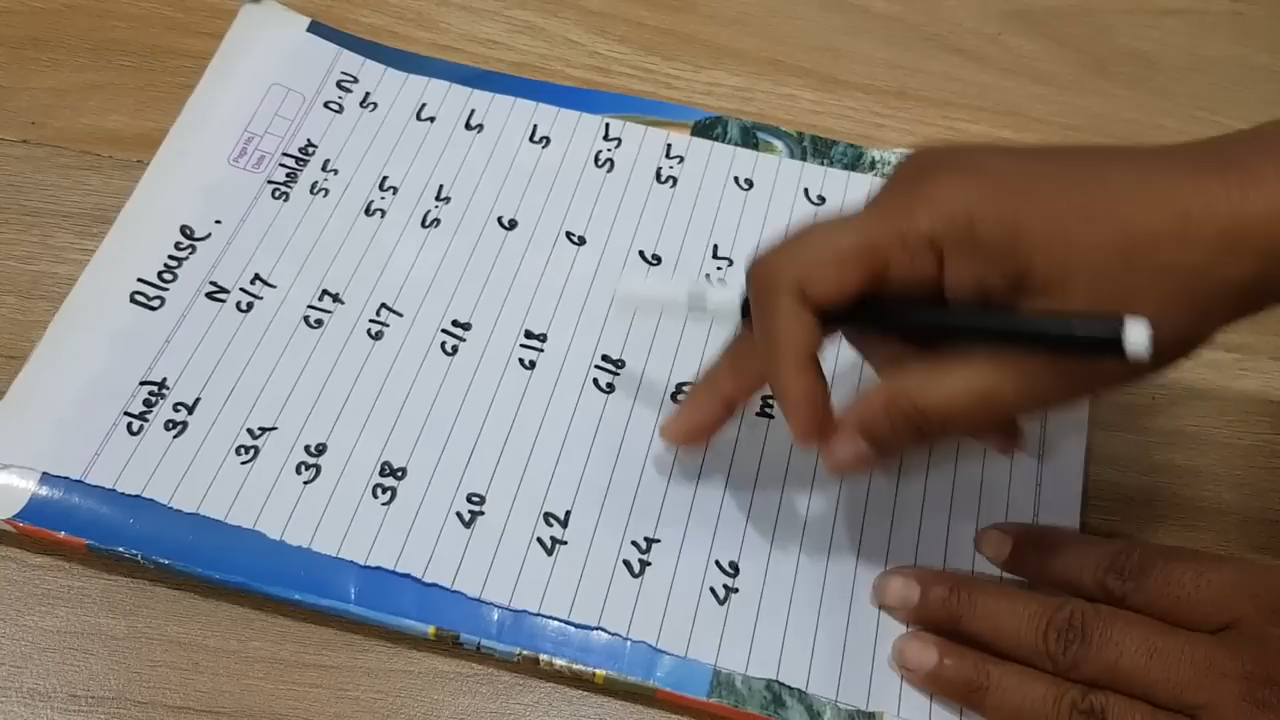 Page No.
Date
Blouse.
Chest N Sholder D.N
32 6/7 5.5 5
34 6/7 5.5 5
36 6/7 5.5 5
38 6/8 6 5
40 6/8 6 5.5
42 6/8 6 5.5
44 6
46 6